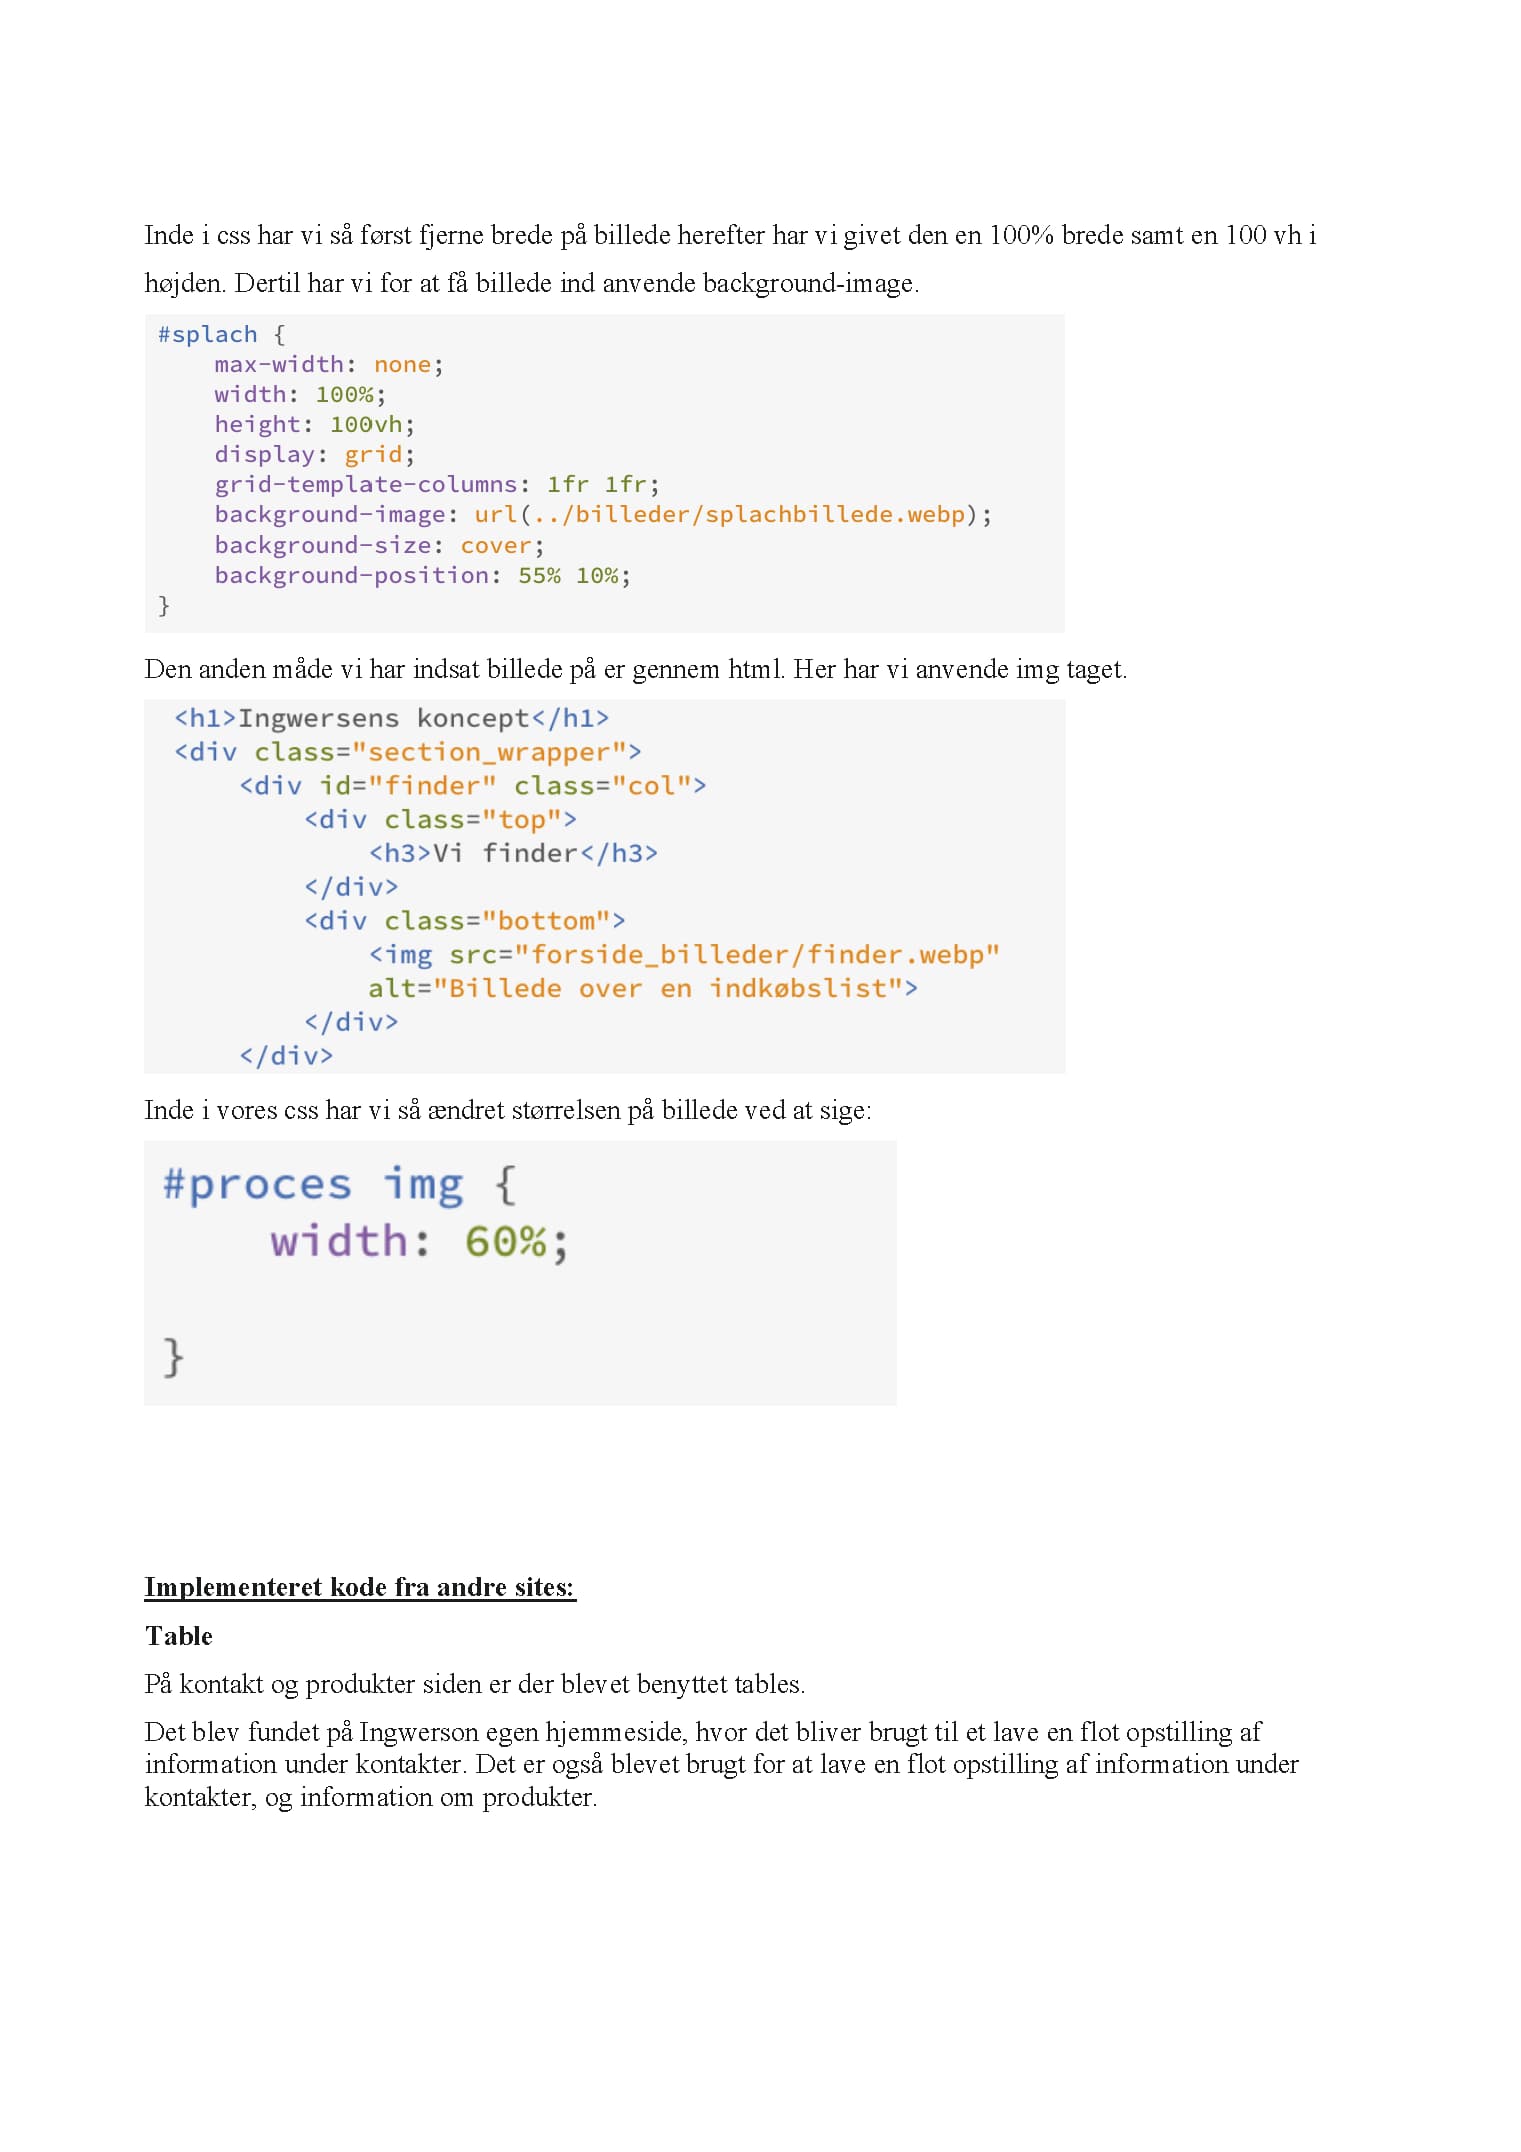 Inde i css har vi så først fjerne brede på billede herefter har vi givet den en 100% brede samt en 100 vh i
højden. Dertil har vi for at få billede ind anvende background-image.
#splach {
    max-width: none;
    width: 100%;
    height: 100vh;
    display: grid;
    grid-template-columns: 1fr 1fr;
    background-image: url(../billeder/splachbillede.webp);
    background-size: cover;
    background-position: 55% 10%;
}
Den anden måde vi har indsat billede på er gennem html. Her har vi anvende img taget.
<h1>Ingwersens koncept</h1>
<div class="section_wrapper">
    <div id="finder" class="col">
        <div class="top">
            <h3>Vi finder</h3>
        </div>
        <div class="bottom">
            <img src="forside_billeder/finder.webp"
            alt="Billede over en indkøbslist">
        </div>
    </div>
Inde i vores css har vi så ændret størrelsen på billede ved at sige:
#proces img {
    width: 60%;
}
Implementeret kode fra andre sites:
Table
På kontakt og produkter siden er der blevet benyttet tables.
Det blev fundet på Ingwerson egen hjemmeside, hvor det bliver brugt til et lave en flot opstilling af
information under kontakter. Det er også blevet brugt for at lave en flot opstilling af information under
kontakter, og information om produkter.